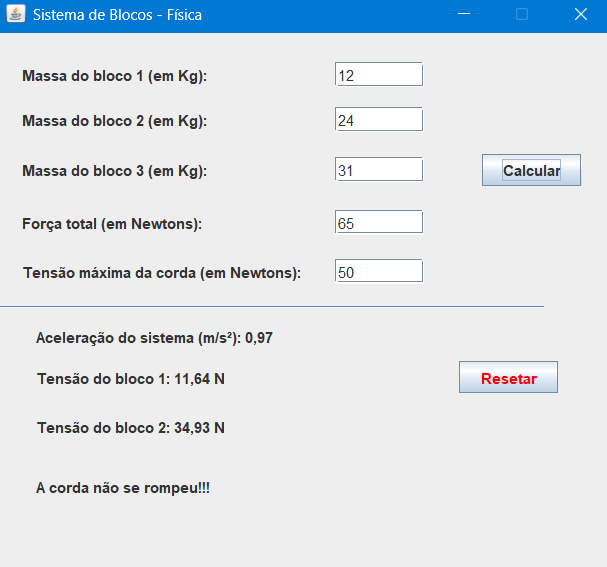 Sistema de Blocos - Física
Massa do bloco 1 (em Kg): 12
Massa do bloco 2 (em Kg): 24
Massa do bloco 3 (em Kg): 31 Calcular
Força total (em Newtons): 65
Tensão máxima da corda (em Newtons): 50
Aceleração do sistema (m/s²): 0,97
Tensão do bloco 1: 11,64 N Resetar
Tensão do bloco 2: 34,93 N
A corda não se rompeu!!!